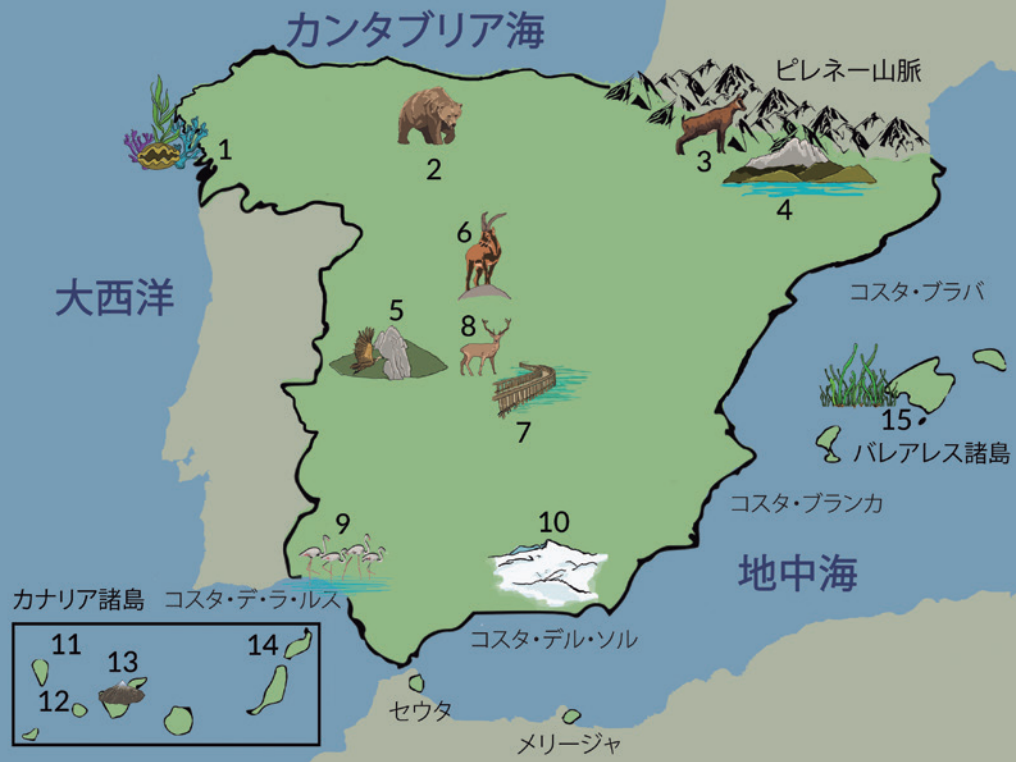 カンタブリア海
ピレネー山脈
1
2
3
4
6
大西洋
コスタ・ブラバ
5
8
7
15
バレアレス諸島
コスタ・ブランカ
9
10
地中海
カナリア諸島
コスタ・デ・ラ・ルス
コスタ・デル・ソル
11
13
14
12
セウタ
メリージャ